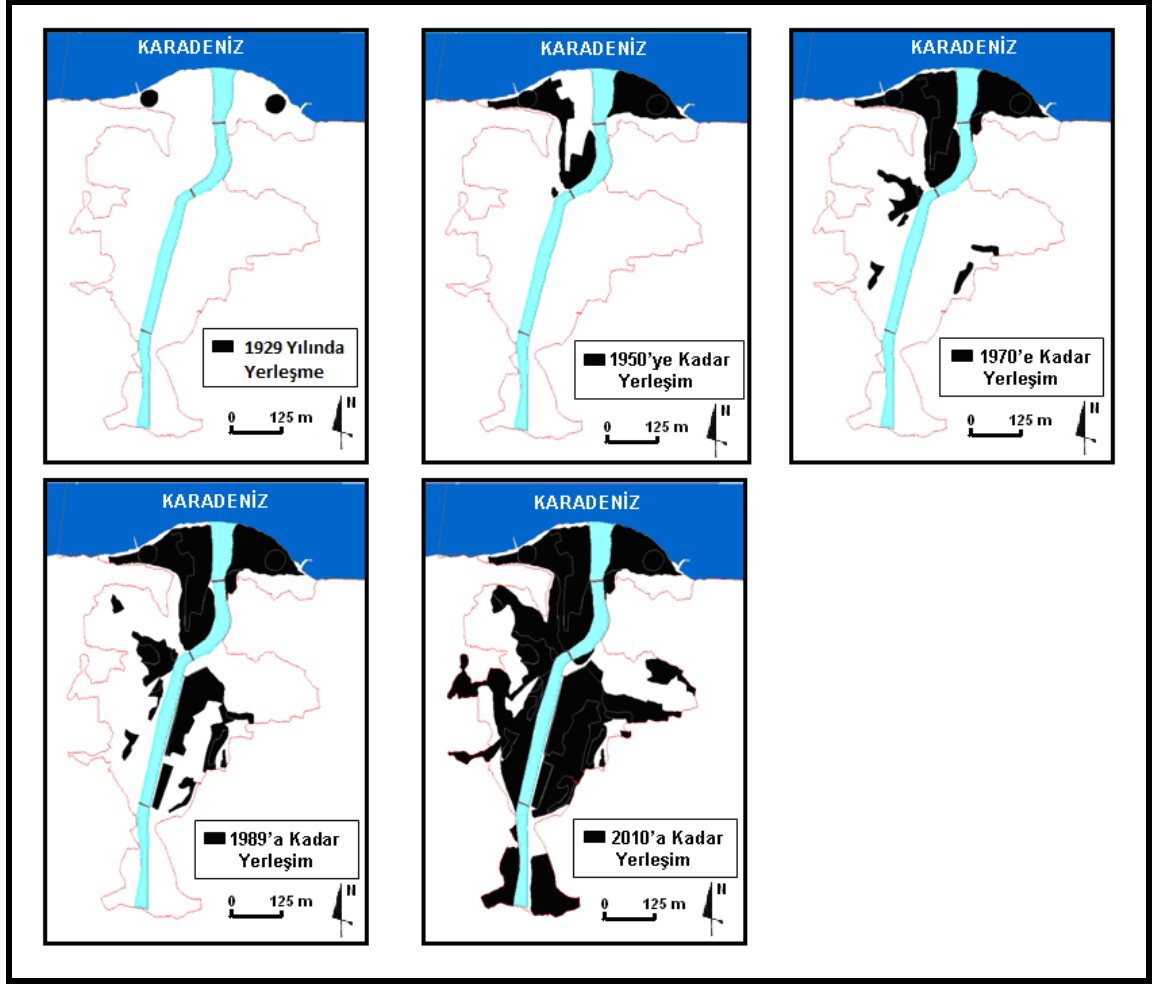 KARADENİZ
1929 Yılında
Yerleşme
0 125 m
N
KARADENİZ
1950'ye Kadar
Yerleşim
0 125 m
N
KARADENİZ
1970'e Kadar
Yerleşim
0 125 m
N
KARADENİZ
1989'a Kadar
Yerleşim
0 125 m
N
KARADENİZ
2010'a Kadar
Yerleşim
0 125 m
N